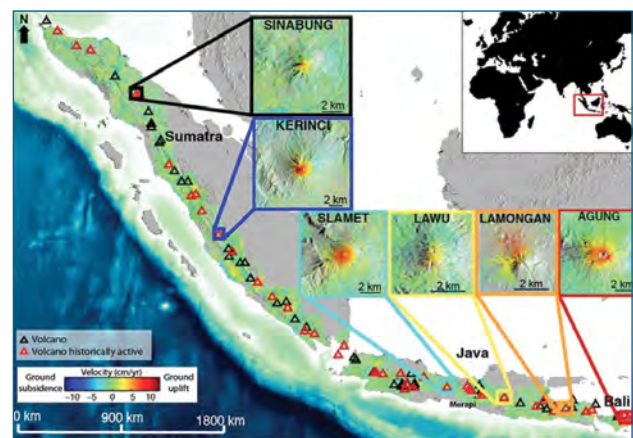 N
SINABUNG
2 km
Sumatra
KERINCI
2 km
SLAMET
LAWU
LAMONGAN
AGUNG
2 km
2 km
2 km
2 km
Volcano
Volcano historically active
Java
Ground subsidence
Velocity (cm/yr)
Ground uplift
-10 -5 0 5 10
Merapi
Bali
0 km
900 km
1800 km